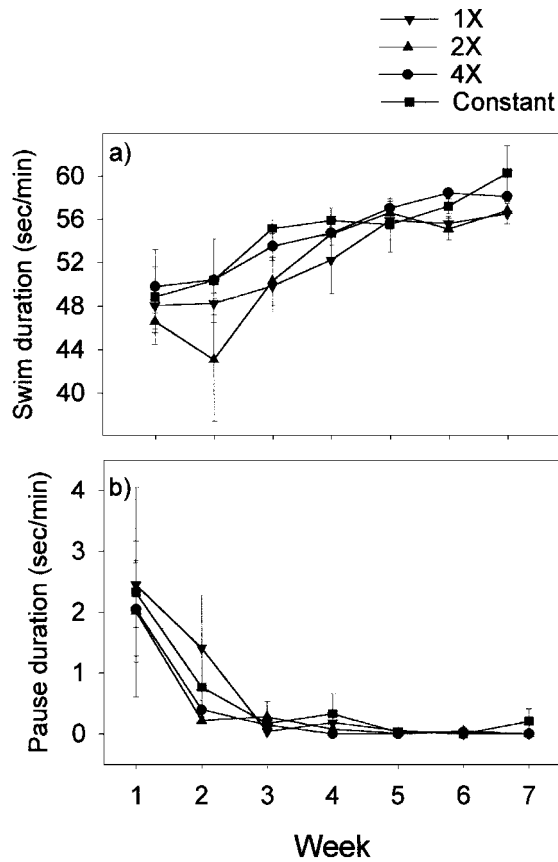 1X
2X
4X
Constant
a)
Swim duration (sec/min)
60
56
52
48
44
40
b)
Pause duration (sec/min)
4
3
2
1
0
1 2 3 4 5 6 7
Week